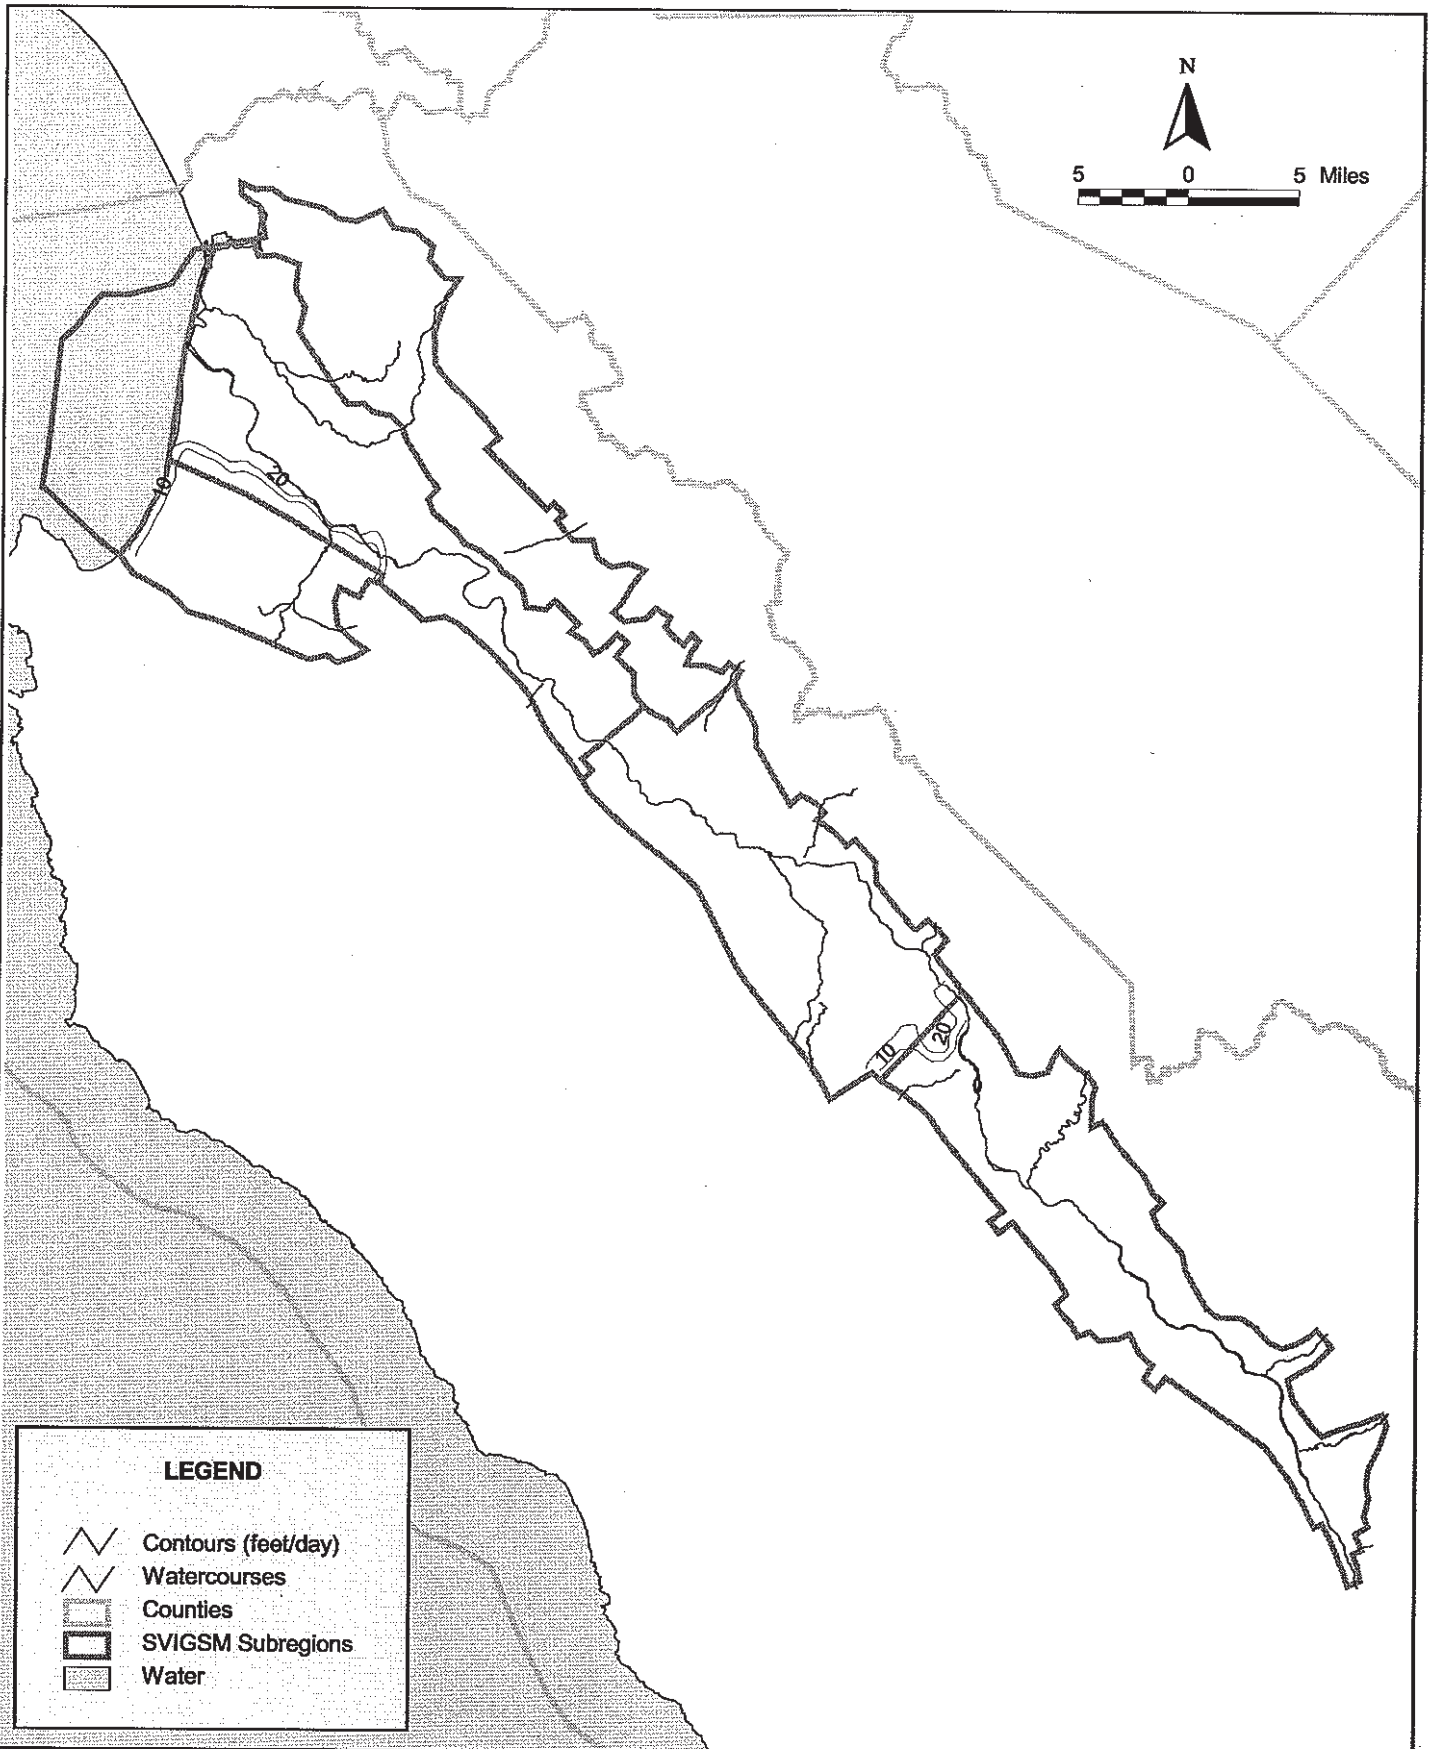 N
5 0 5 Miles
20
10
20
10
LEGEND
Contours (feet/day)
Watercourses
Counties
SVIGSM Subregions
Water